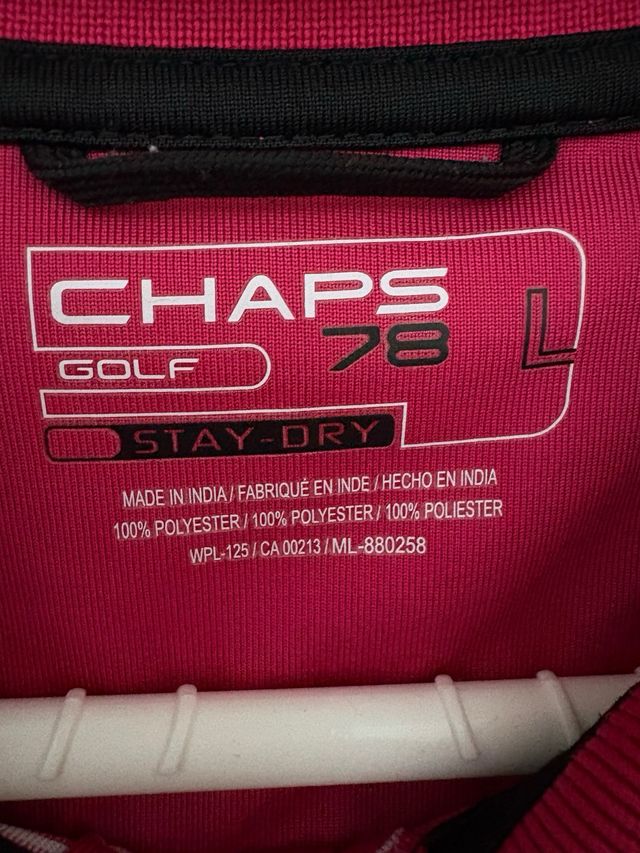 CHAPS
78
L
GOLF
STAY-DRY
MADE IN INDIA / FABRIQUÉ EN INDE / HECHO EN INDIA
100% POLYESTER / 100% POLYESTER / 100% POLIESTER
WPL-125 / CA 00213 / ML-880258